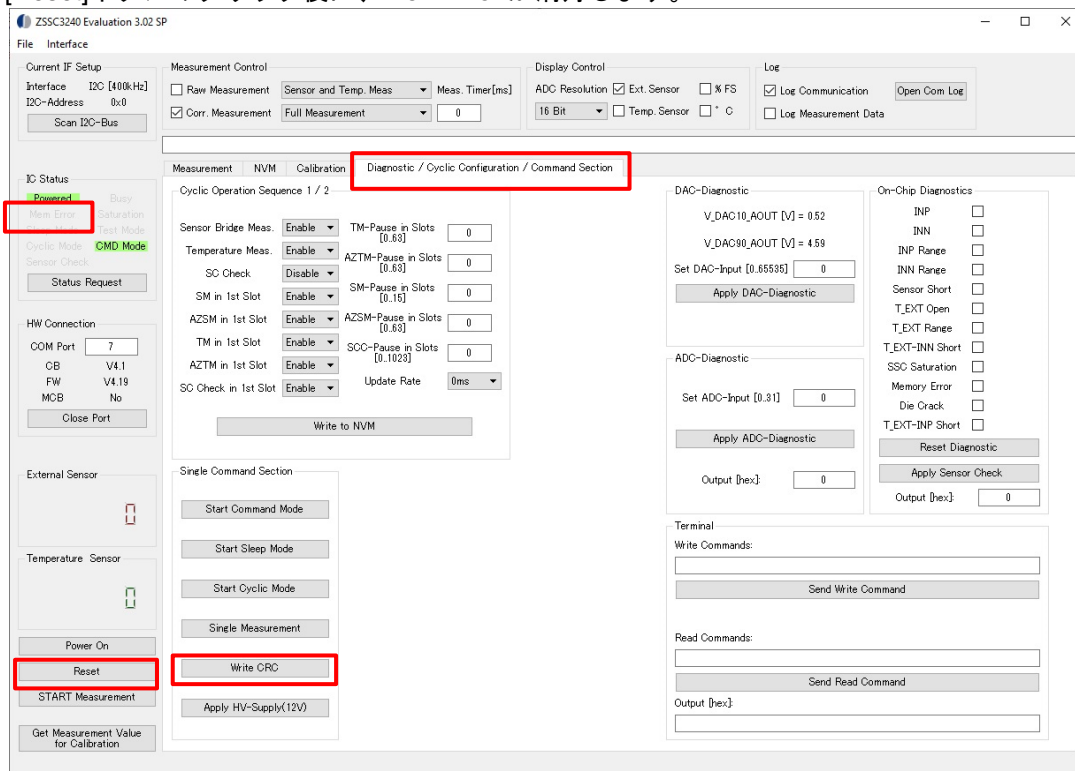 ZSSC3240 Evaluation 3.02 SP
File Interface
Current IF Setup
Interface I2C [400kHz]
I2C-Address 0x0
Scan I2C-Bus
Measurement Control
Raw Measurement Sensor and Temp. Meas Meas. Timer[ms]
Corr. Measurement Full Measurement 0
Display Control
ADC Resolution Ext. Sensor % FS
16 Bit Temp. Sensor ° C
Log
Log Communication Open Com Log
Log Measurement Data
Measurement NVM Calibration Diagnostic / Cyclic Configuration / Command Section
IC Status
Powered Busy
Mem Error Saturation
Test Mode
Cyclic Mode CMD Mode
Sensor Check
Status Request
HW Connection
COM Port 7
CB V4.1
FW V4.19
MCB No
Close Port
External Sensor
0
Temperature Sensor
0
Power On
Reset
START Measurement
Get Measurement Value
for Calibration
Cyclic Operation Sequence 1 / 2
Sensor Bridge Meas. Enable
Temperature Meas. Enable
SC Check Disable
SM in 1st Slot Enable
AZSM in 1st Slot Enable
TM in 1st Slot Enable
AZTM in 1st Slot Enable
SC Check in 1st Slot Enable
TM-Pause in Slots
[0..63] 0
AZTM-Pause in Slots
[0..63] 0
SM-Pause in Slots
[0..15] 0
AZSM-Pause in Slots
[0..63] 0
SCC-Pause in Slots
[0..1023] 0
Update Rate 0ms
Write to NVM
Single Command Section
Start Command Mode
Start Sleep Mode
Start Cyclic Mode
Single Measurement
Write CRC
Apply HV-Supply(12V)
DAC-Diagnostic
V_DAC10_AOUT [V] = 0.52
V_DAC90_AOUT [V] = 4.59
Set DAC-Input [0..65535] 0
Apply DAC-Diagnostic
ADC-Diagnostic
Set ADC-Input [0..31] 0
Apply ADC-Diagnostic
Output [hex]: 0
On-Chip Diagnostics
INP
INN
INP Range
INN Range
Sensor Short
T_EXT Open
T_EXT Range
T_EXT-INN Short
SSC Saturation
Memory Error
Die Crack
T_EXT-INP Short
Reset Diagnostic
Apply Sensor Check
Output [hex]: 0
Terminal
Write Commands:
Send Write Command
Read Commands:
Send Read Command
Output [hex]: